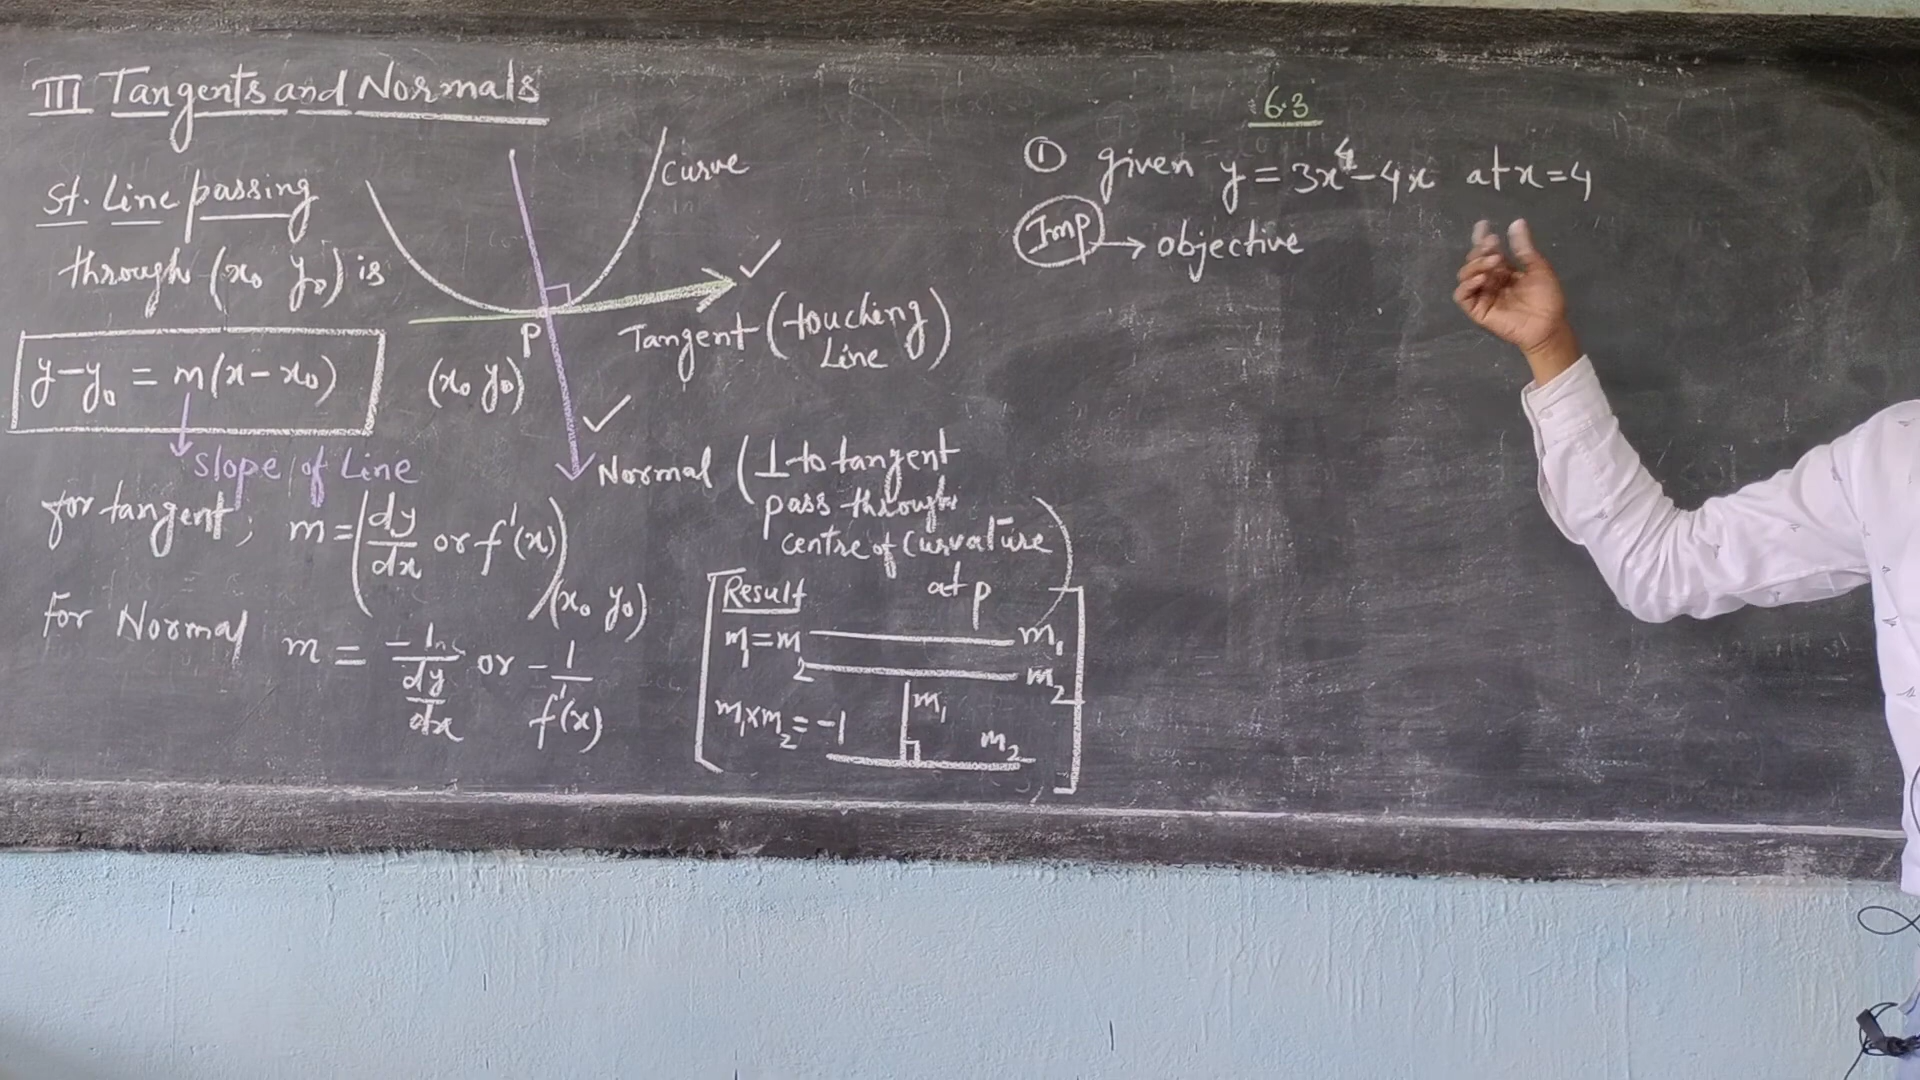 III Tangents and Normals
St. Line passing
through (x₀ y₀) is
y-y₀ = m(x-x₀)
slope of Line
for tangent, m = (dy/dx or f'(x)) (x₀ y₀)
For Normal m = -1/(dy/dx) or -1/f'(x)
curve
P
(x₀ y₀)
Tangent (touching
Line)
Normal (⊥ to tangent
pass through
centre of Curvature
at p)
Result
m₁=m₂
m₁
m₂
m₁×m₂=-1
m₁
m₂
6.3
① given y = 3x⁴-4x at x=4
Imp → objective